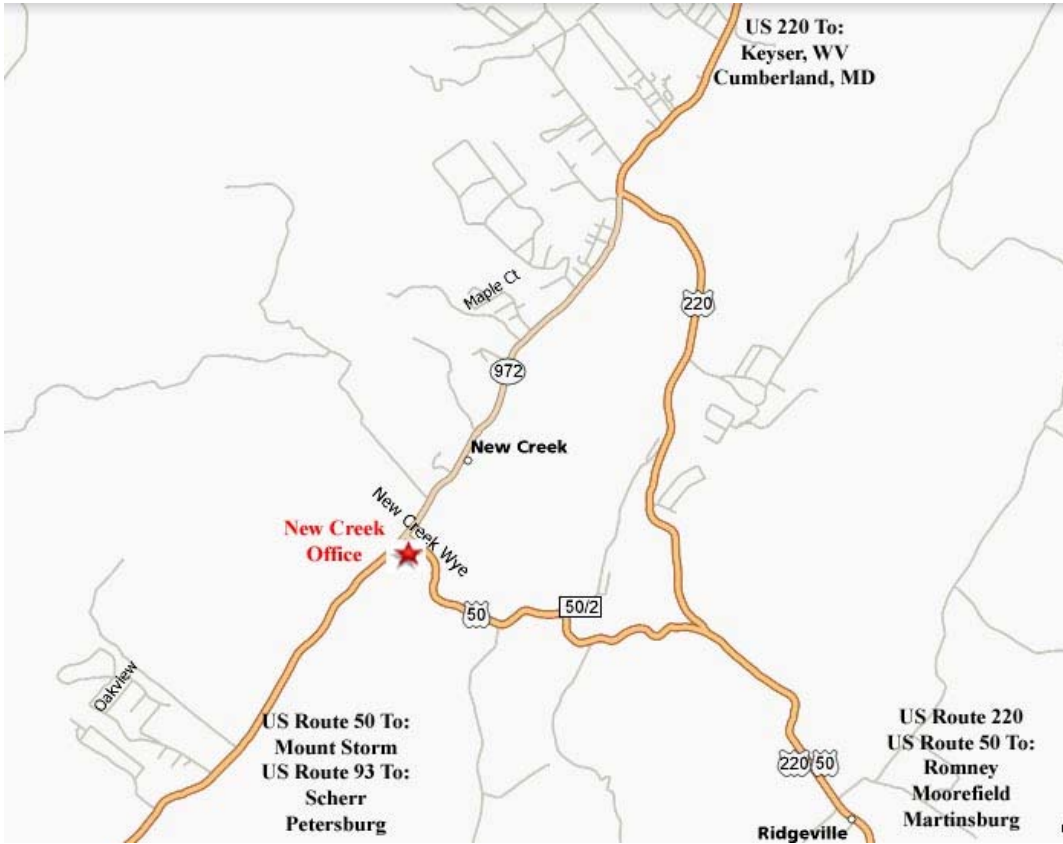 US 220 To:
Keyser, WV
Cumberland, MD
Maple Ct
220
972
New Creek
New Creek Wye
New Creek
Office
50/2
50
Oakview
US Route 50 To:
Mount Storm
US Route 93 To:
Scherr
Petersburg
US Route 220
US Route 50 To:
Romney
Moorefield
Martinsburg
220 50
Ridgeville